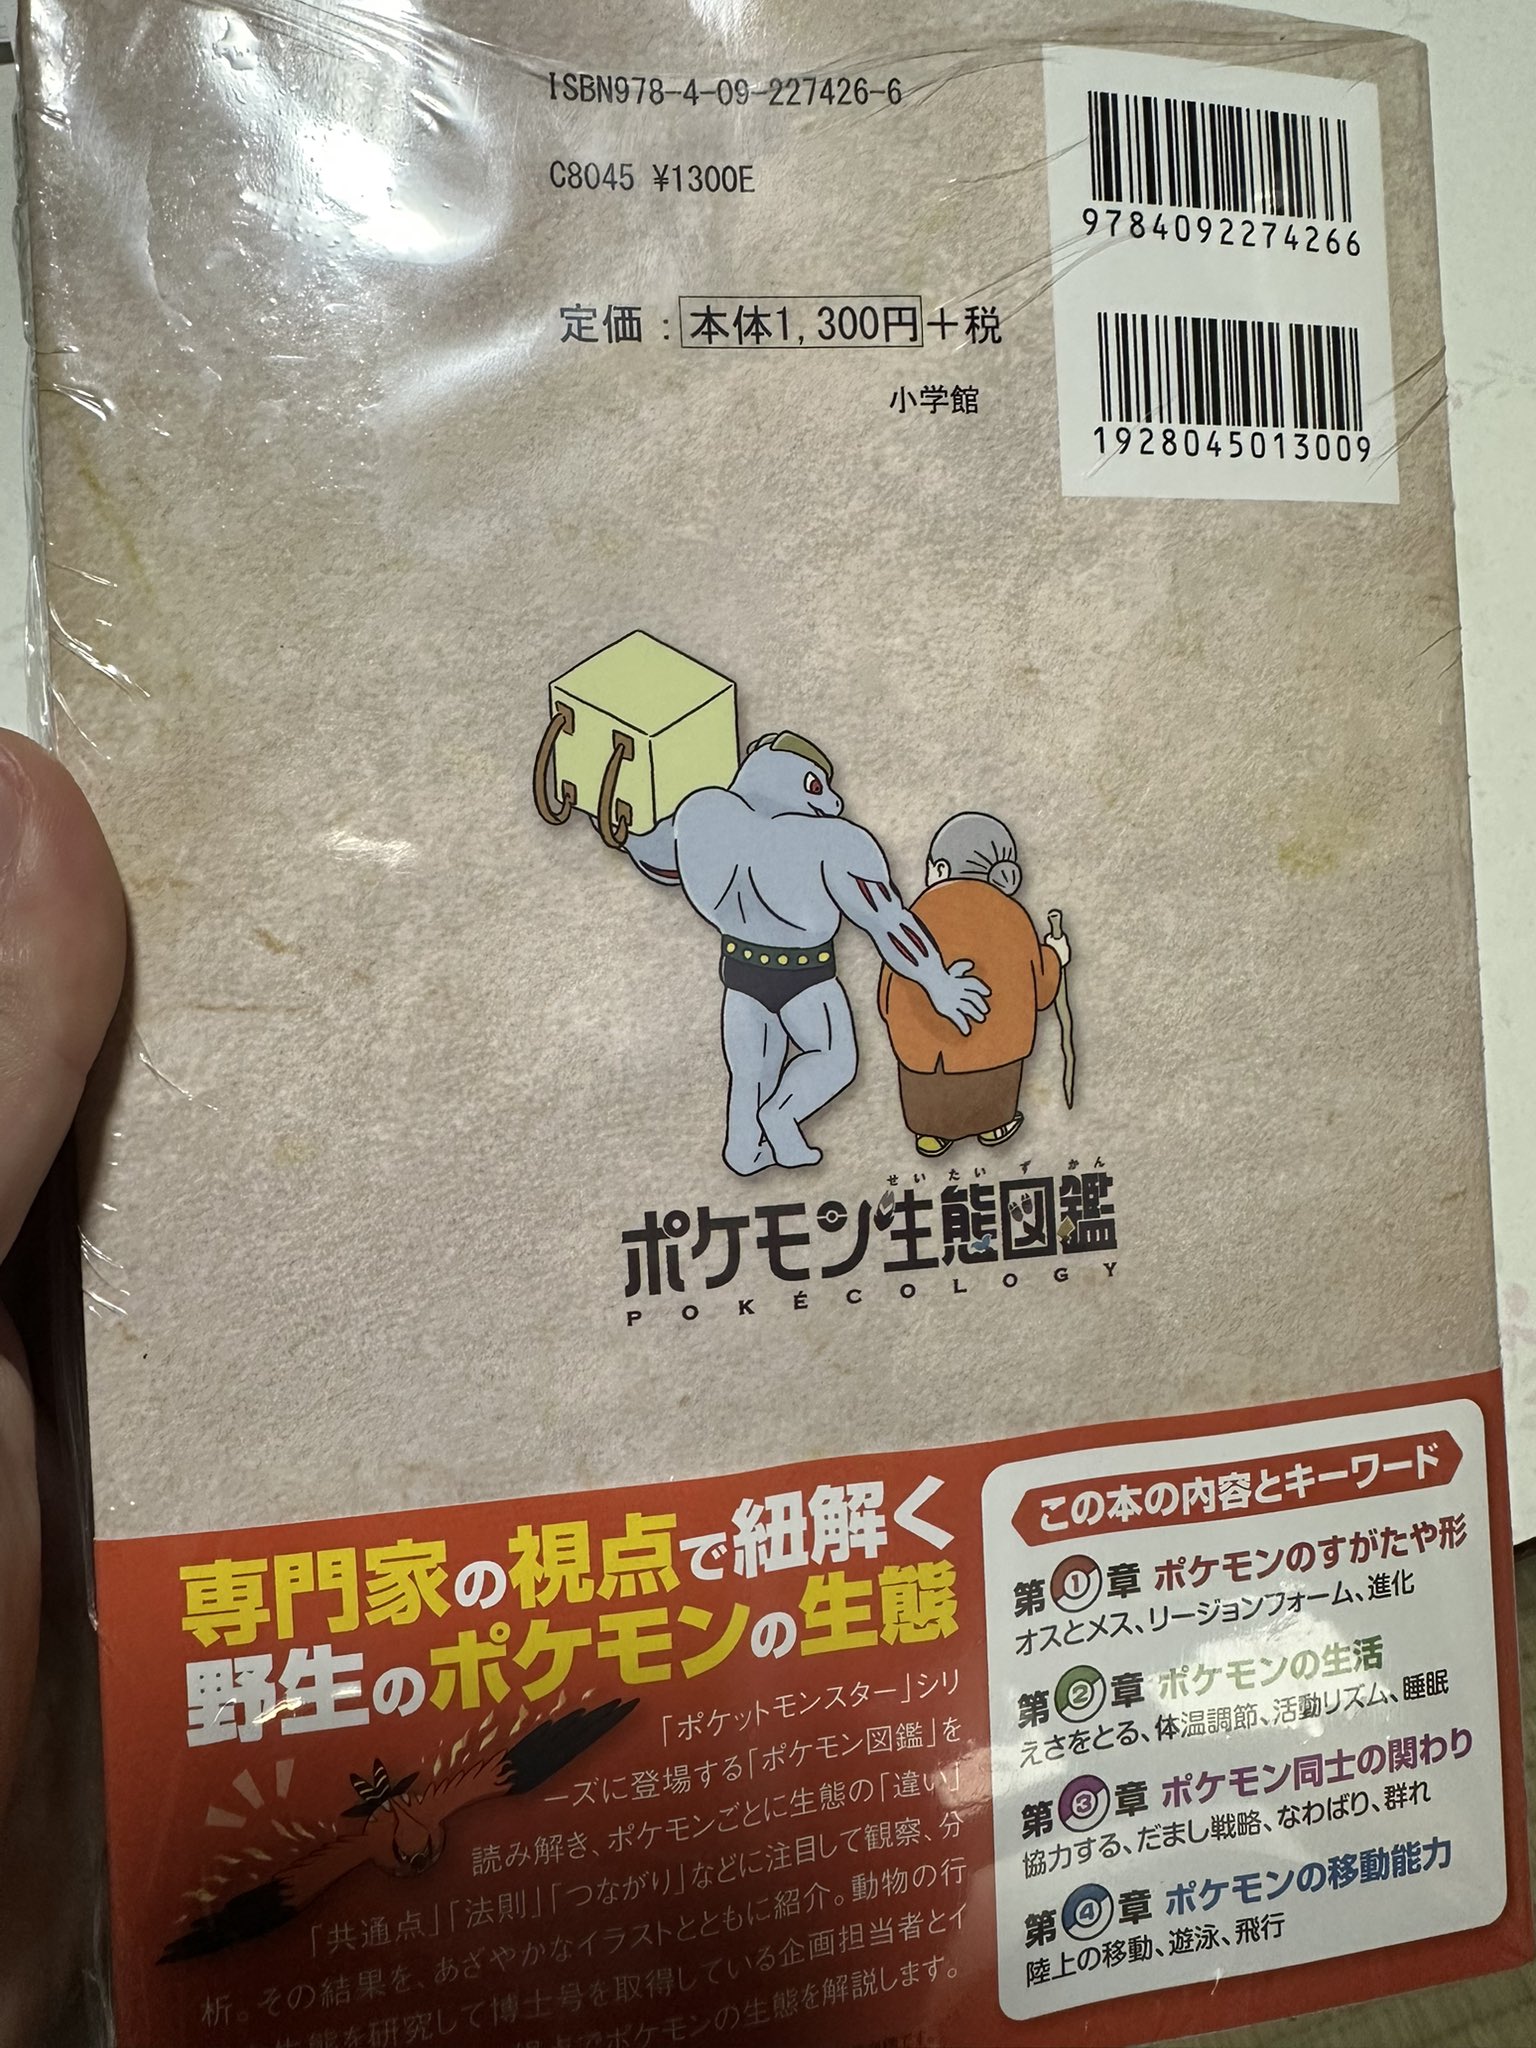 ISBN978-4-09-227426-6
C8045 ¥1300E
9784092274266
1928045013009
定価：本体1,300円＋税
小学館
せいたいずかん
ポケモン生態図鑑
POKÉCOLOGY
専門家の視点で紐解く
野生のポケモンの生態
「ポケットモンスター」シリ
ーズに登場する「ポケモン図鑑」を
読み解き、ポケモンごとに生態の「違い」
「共通点」「法則」「つながり」などに注目して観察、分
析。その結果を、あざやかなイラストとともに紹介。動物の行
生態を研究して博士号を取得している企画担当者とイ
視点でポケモンの生態を解説します。
この本の内容とキーワード
第1章 ポケモンのすがたや形
オスとメス、リージョンフォーム、進化
第2章 ポケモンの生活
えさをとる、体温調節、活動リズム、睡眠
第3章 ポケモン同士の関わり
協力する、だまし戦略、なわばり、群れ
第4章 ポケモンの移動能力
陸上の移動、遊泳、飛行